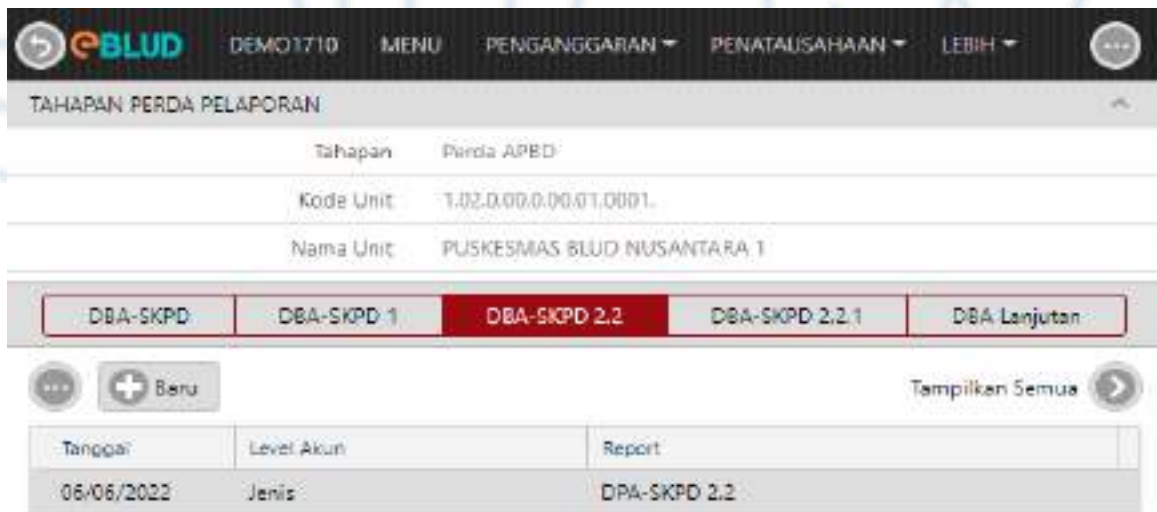 eBLUD DEMO1710 MENU PENGANGGARAN PENATAUSAHAAN LEBIH
TAHAPAN PERDA PELAPORAN
Tahapan Perda APBD
Kode Unit 1.02.0.00.0.00.01.0001.
Nama Unit PUSKESMAS BLUD NUSANTARA 1
DBA-SKPD DBA-SKPD 1 DBA-SKPD 2.2 DBA-SKPD 2.2.1 DBA Lanjutan
Baru Tampilkan Semua
Tanggal Level Akun Report
06/06/2022 Jenis DPA-SKPD 2.2